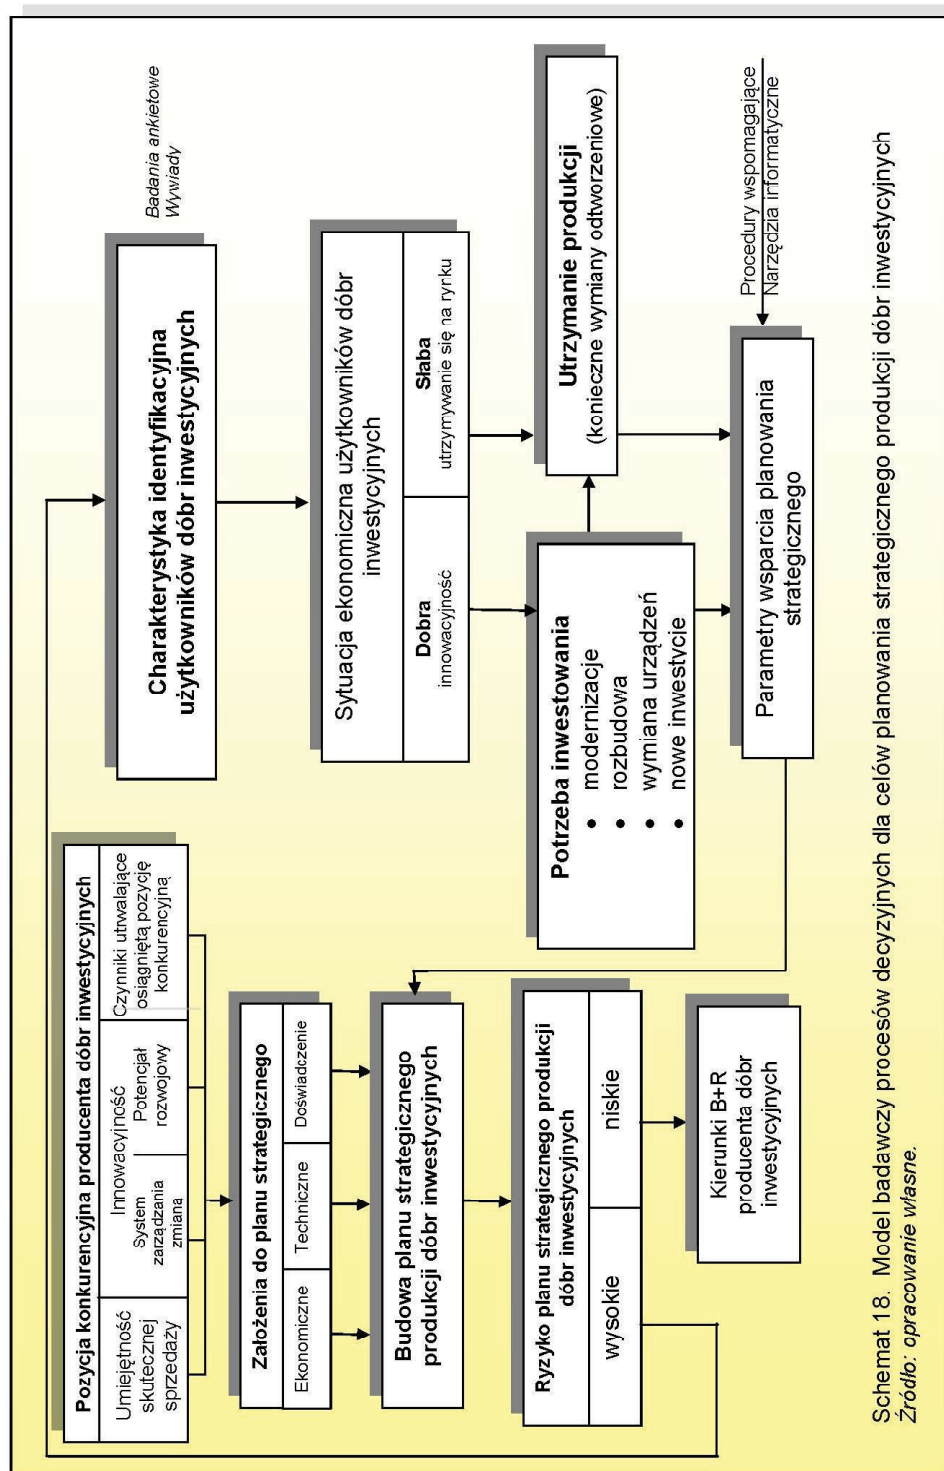 Pozycja konkurencyjna producenta dóbr inwestycyjnych
Umiejętność
skutecznej
sprzedaży
Innowacyjność
System
zarządzania
zmianą
Potencjał
rozwojowy
Czynniki utrwalające
osiągniętą pozycję
konkurencyjną
Założenia do planu strategicznego
Ekonomiczne
Techniczne
Doświadczenie
Budowa planu strategicznego
produkcji dóbr inwestycyjnych
Ryzyko planu strategicznego produkcji
dóbr inwestycyjnych
wysokie
niskie
Kierunki B+R
producenta dóbr
inwestycyjnych
Charakterystyka identyfikacyjna
użytkowników dóbr inwestycyjnych
Badania ankietowe
Wywiady
Sytuacja ekonomiczna użytkowników dóbr
inwestycyjnych
Dobra
innowacyjność
Słaba
utrzymywanie się na rynku
Potrzeba inwestowania
• modernizacje
• rozbudowa
• wymiana urządzeń
• nowe inwestycie
Utrzymanie produkcji
(konieczne wymiany odtworzeniowe)
Parametry wsparcia planowania
strategicznego
Procedury wspomagające
Narzędzia informatyczne
Schemat 18. Model badawczy procesów decyzyjnych dla celów planowania strategicznego produkcji dóbr inwestycyjnych
Źródło: opracowanie własne.